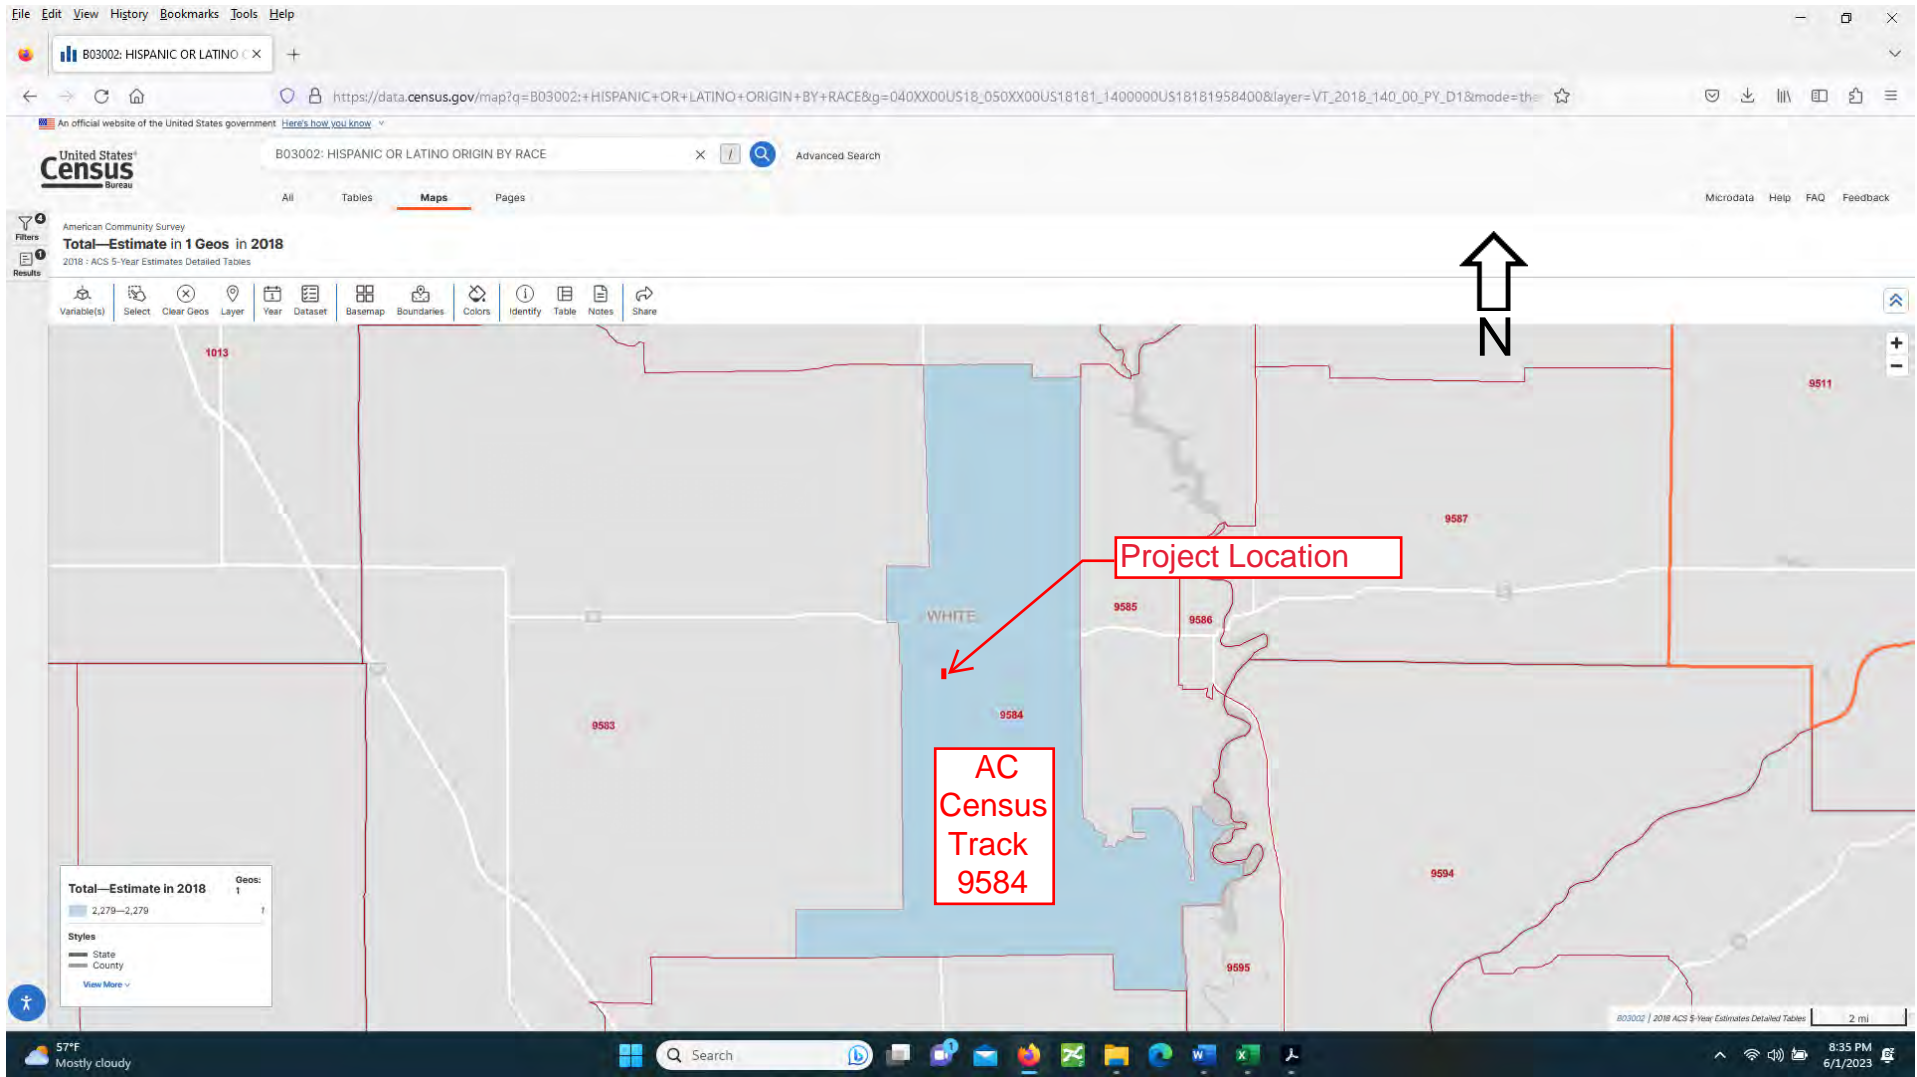 File Edit View History Bookmarks Tools Help
B03002: HISPANIC OR LATINO
https://data.census.gov/map?q=B03002:+HISPANIC+OR+LATINO+ORIGIN+BY+RACE&g=040XX00US18_050XX00US18181_1400000US18181958400&layer=VT_2018_140_00_PY_D1&mode=the
An official website of the United States government Here's how you know
United States®
Census
Bureau
B03002: HISPANIC OR LATINO ORIGIN BY RACE
/
Advanced Search
All Tables Maps Pages
Microdata Help FAQ Feedback
4
Filters
1
Results
American Community Survey
Total—Estimate in 1 Geos in 2018
2018 : ACS 5-Year Estimates Detailed Tables
Variable(s) Select Clear Geos Layer Year Dataset Basemap Boundaries Colors Identify Table Notes Share
N
+
−
1013
9511
9587
Project Location
WHITE
9585
9586
9583
9584
AC
Census
Track
9584
9594
9595
Total—Estimate in 2018 Geos: 1
2,279—2,279 1
Styles
State
County
View More
B03002 | 2018 ACS 5-Year Estimates Detailed Tables
2 mi
57°F
Mostly cloudy
Search
1
8:35 PM
6/1/2023